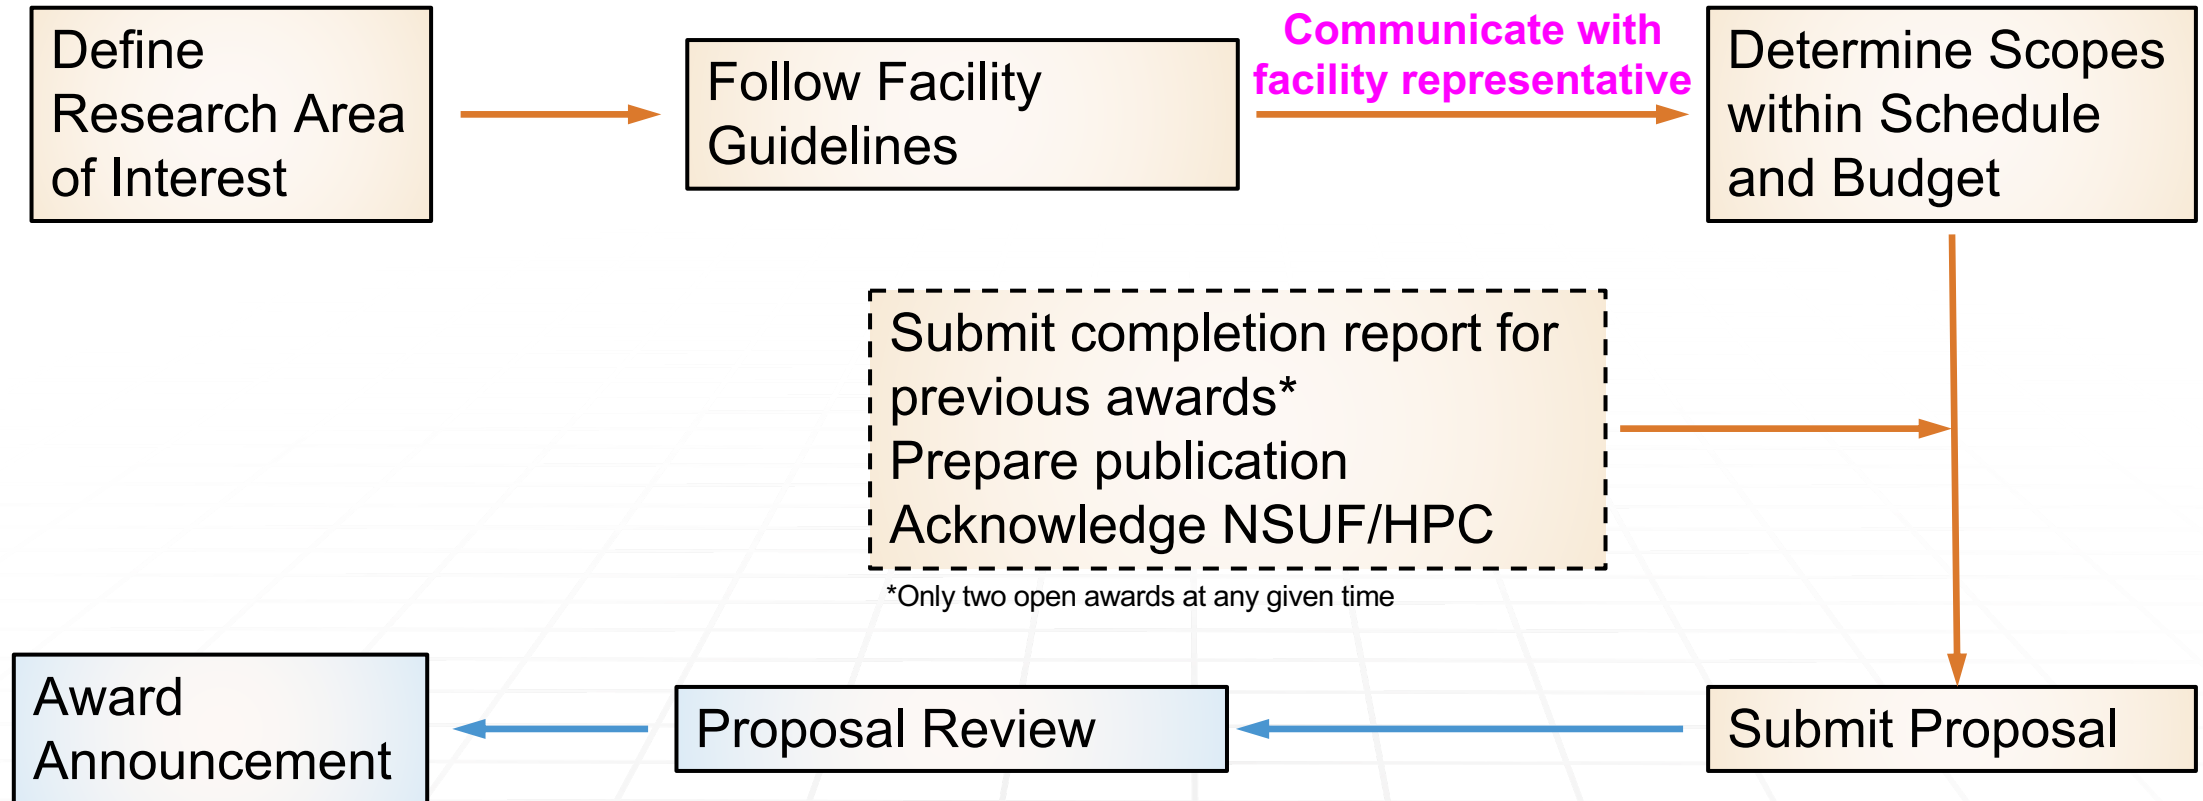 Define
Research Area
of Interest
Follow Facility
Guidelines
Communicate with
facility representative
Determine Scopes
within Schedule
and Budget
Submit completion report for
previous awards*
Prepare publication
Acknowledge NSUF/HPC
*Only two open awards at any given time
Submit Proposal
Proposal Review
Award
Announcement